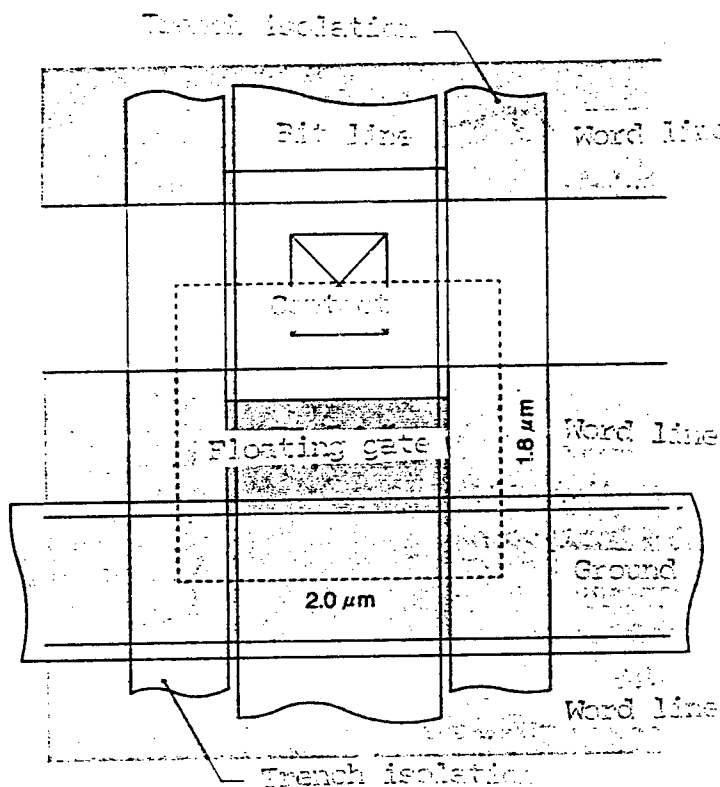 Trench isolation
Bit line
Word line
Contact
Floating gate
1.8 μm
Word line
Ground
2.0 μm
Word line
Trench isolation